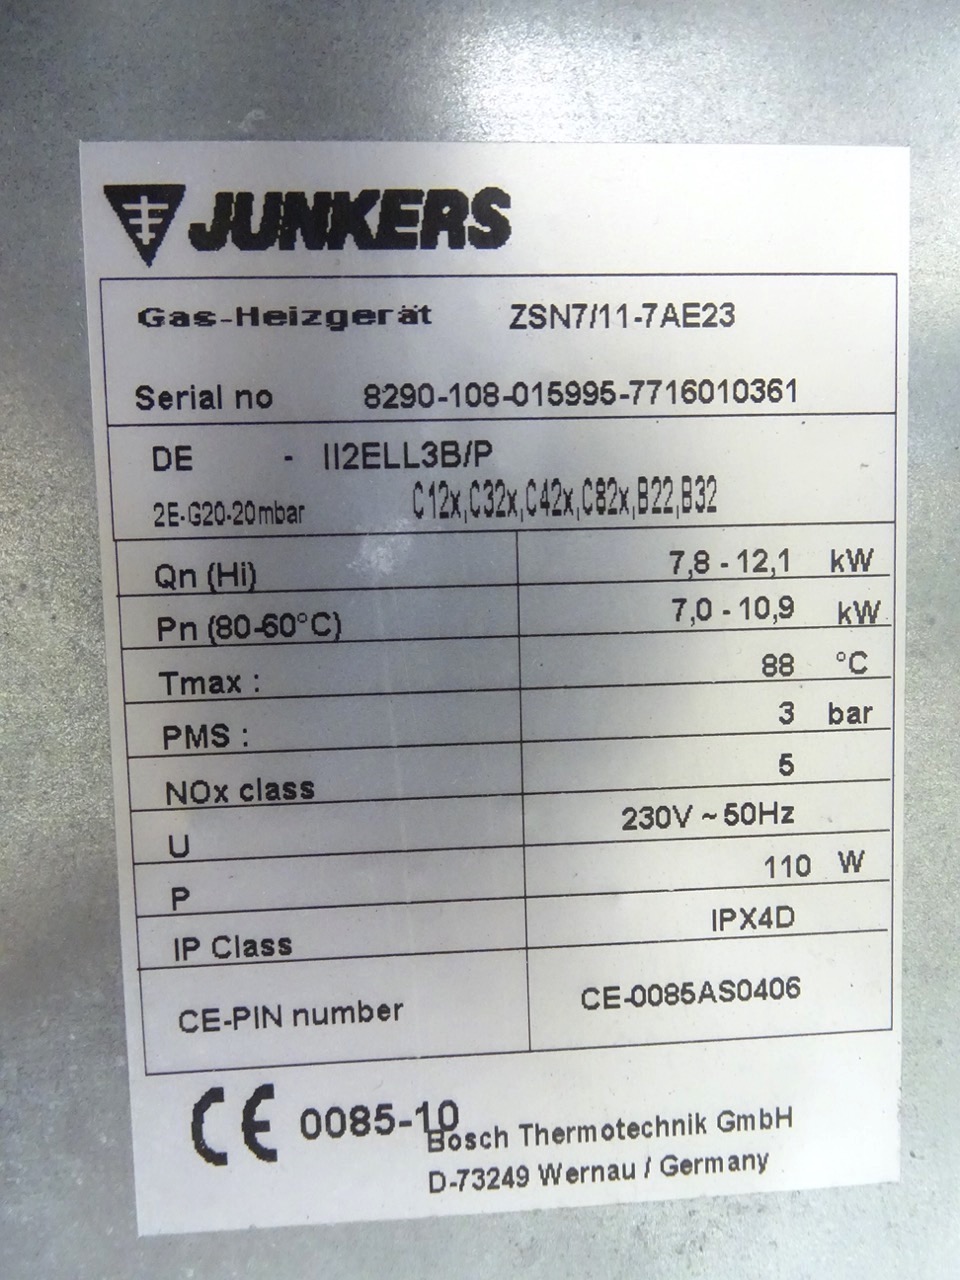 JUNKERS
Gas-Heizgerät ZSN7/11-7AE23
Serial no 8290-108-015995-7716010361
DE - II2ELL3B/P
2E-G20-20mbar C12x,C32x,C42x,C82x,B22,B32
Qn (Hi) 7,8 - 12,1 kW
Pn (80-60°C) 7,0 - 10,9 kW
Tmax : 88 °C
PMS : 3 bar
NOx class 5
U 230V ~ 50Hz
P 110 W
IP Class IPX4D
CE-PIN number CE-0085AS0406
CE 0085-10
Bosch Thermotechnik GmbH
D-73249 Wernau / Germany